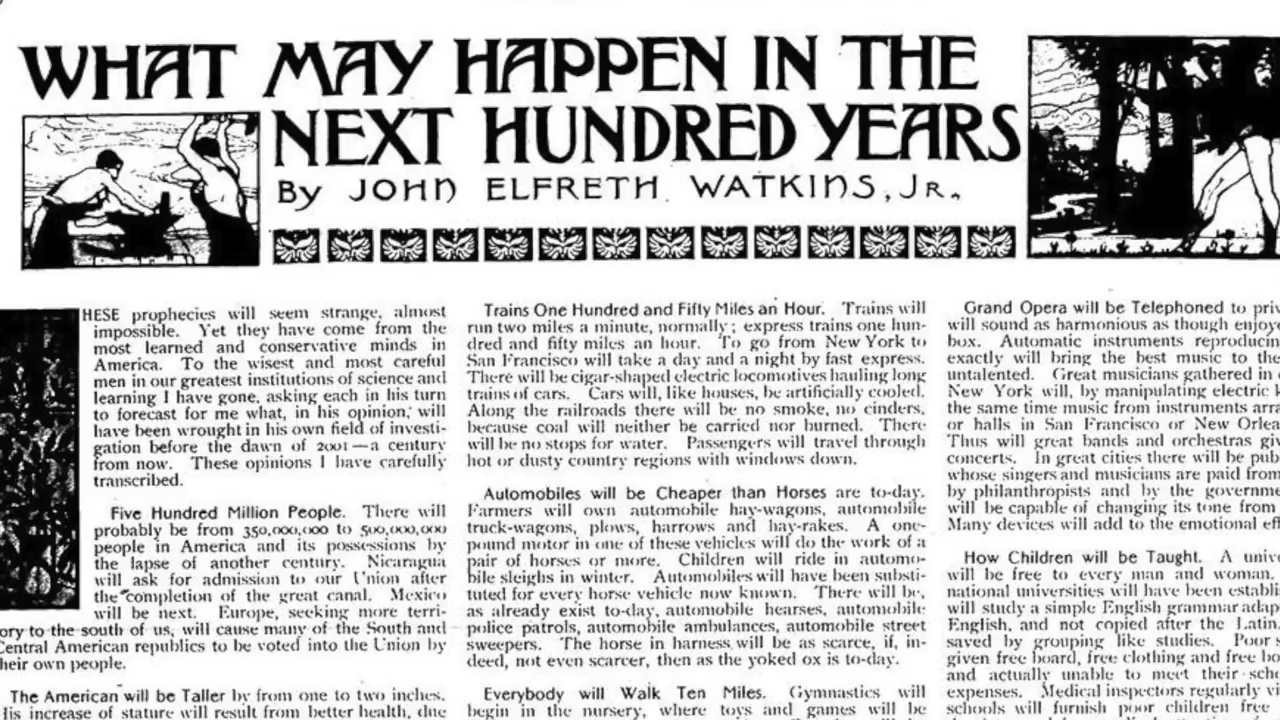 WHAT MAY HAPPEN IN THE
NEXT HUNDRED YEARS
By JOHN ELFRETH WATKINS, JR.
HESE prophecies will seem strange, almost
impossible. Yet they have come from the
most learned and conservative minds in
America. To the wisest and most careful
men in our greatest institutions of science and
learning I have gone, asking each in his turn
to forecast for me what, in his opinion, will
have been wrought in his own field of investi-
gation before the dawn of 2001—a century
from now. These opinions I have carefully
transcribed.
Five Hundred Million People. There will
probably be from 350,000,000 to 500,000,000
people in America and its possessions by
the lapse of another century. Nicaragua
will ask for admission to our Union after
the completion of the great canal. Mexico
will be next. Europe, seeking more terri-
ory to the south of us, will cause many of the South and
Central American republics to be voted into the Union by
heir own people.
The American will be Taller by from one to two inches.
His increase of stature will result from better health, due
Trains One Hundred and Fifty Miles an Hour. Trains will
run two miles a minute, normally; express trains one hun-
dred and fifty miles an hour. To go from New York to
San Francisco will take a day and a night by fast express.
There will be cigar-shaped electric locomotives hauling long
trains of cars. Cars will, like houses, be artificially cooled.
Along the railroads there will be no smoke, no cinders,
because coal will neither be carried nor burned. There
will be no stops for water. Passengers will travel through
hot or dusty country regions with windows down.
Automobiles will be Cheaper than Horses are to-day.
Farmers will own automobile hay-wagons, automobile
truck-wagons, plows, harrows and hay-rakes. A one-
pound motor in one of these vehicles will do the work of a
pair of horses or more. Children will ride in automo-
bile sleighs in winter. Automobiles will have been substi-
tuted for every horse vehicle now known. There will be,
as already exist to-day, automobile hearses, automobile
police patrols, automobile ambulances, automobile street
sweepers. The horse in harness will be as scarce, if, in-
deed, not even scarcer, then as the yoked ox is to-day.
Everybody will Walk Ten Miles. Gymnastics will
begin in the nursery, where toys and games will be
Grand Opera will be Telephoned to priv
will sound as harmonious as though enjoye
box. Automatic instruments reproducin
exactly will bring the best music to the
untalented. Great musicians gathered in
New York will, by manipulating electric
the same time music from instruments arra
or halls in San Francisco or New Orlea
Thus will great bands and orchestras giv
concerts. In great cities there will be pub
whose singers and musicians are paid from
by philanthropists and by the governme
will be capable of changing its tone from
Many devices will add to the emotional eff
How Children will be Taught. A unive
will be free to every man and woman.
national universities will have been establi
will study a simple English grammar adap
English, and not copied after the Latin.
saved by grouping like studies. Poor s
given free board, free clothing and free bo
and actually unable to meet their scho
expenses. Medical inspectors regularly vi
schools will furnish poor children free